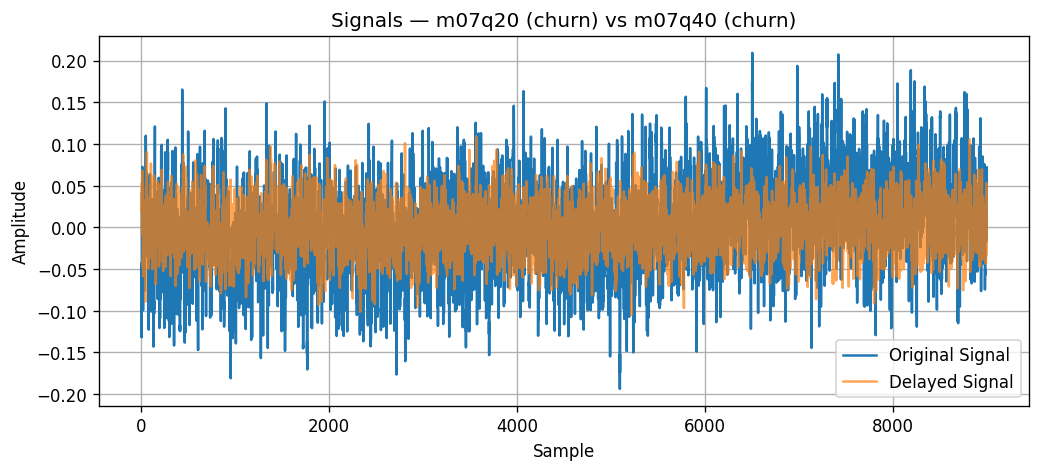 Signals — m07q20 (churn) vs m07q40 (churn)
Amplitude
0.20
0.15
0.10
0.05
0.00
−0.05
−0.10
−0.15
−0.20
0 2000 4000 6000 8000
Sample
Original Signal
Delayed Signal